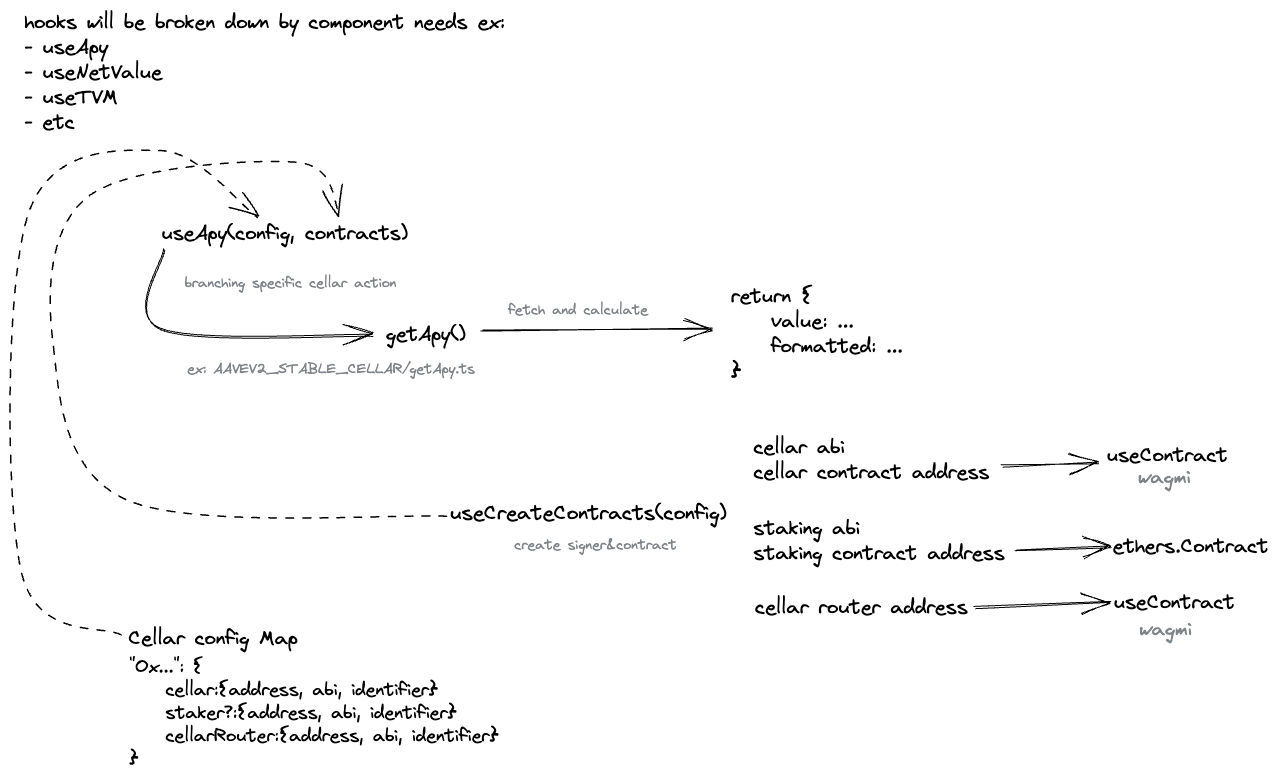 hooks will be broken down by component needs ex:
- useApy
- useNetValue
- useTVM
- etc
useApy(config, contracts)
branching specific cellar action
getApy()
ex: AAVEV2_STABLE_CELLAR/getApy.ts
fetch and calculate
return {
value: ...
formatted: ...
}
useCreateContracts(config)
create signer&contract
cellar abi
cellar contract address
useContract
wagmi
staking abi
staking contract address
ethers.Contract
cellar router address
useContract
wagmi
Cellar config Map
"0x...": {
cellar:{address, abi, identifier}
staker?:{address, abi, identifier}
cellarRouter:{address, abi, identifier}
}